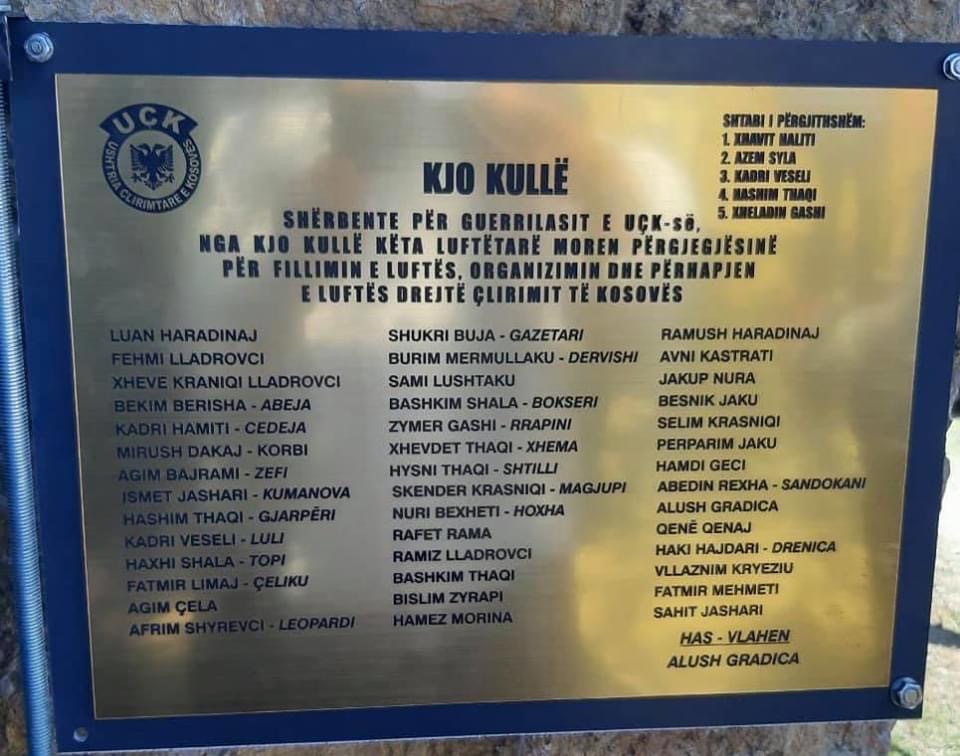 UÇK
USHTRIA ÇLIRIMTARE E KOSOVËS
SHTABI I PËRGJITHSHËM:
1. XHAVIT HALITI
2. AZEM SYLA
3. KADRI VESELI
4. HASHIM THAQI
5. XHELADIN GASHI
KJO KULLË
SHËRBENTE PËR GUERRILASIT E UÇK-së,
NGA KJO KULLË KËTA LUFTËTARË MOREN PËRGJEGJËSINË
PËR FILLIMIN E LUFTËS, ORGANIZIMIN DHE PËRHAPJEN
E LUFTËS DREJTË ÇLIRIMIT TË KOSOVËS
LUAN HARADINAJ
FEHMI LLADROVCI
XHEVE KRANIQI LLADROVCI
BEKIM BERISHA - ABEJA
KADRI HAMITI - CEDEJA
MIRUSH DAKAJ - KORBI
AGIM BAJRAMI - ZEFI
ISMET JASHARI - KUMANOVA
HASHIM THAQI - GJARPËRI
KADRI VESELI - LULI
HAXHI SHALA - TOPI
FATMIR LIMAJ - ÇELIKU
AGIM ÇELA
AFRIM SHYREVCI - LEOPARDI
SHUKRI BUJA - GAZETARI
BURIM MERMULLAKU - DERVISHI
SAMI LUSHTAKU
BASHKIM SHALA - BOKSERI
ZYMER GASHI - RRAPINI
XHEVDET THAQI - XHEMA
HYSNI THAQI - SHTILLI
SKENDER KRASNIQI - MAGJUPI
NURI BEXHETI - HOXHA
RAFET RAMA
RAMIZ LLADROVCI
BASHKIM THAQI
BISLIM ZYRAPI
HAMEZ MORINA
RAMUSH HARADINAJ
AVNI KASTRATI
JAKUP NURA
BESNIK JAKU
SELIM KRASNIQI
PERPARIM JAKU
HAMDI GECI
ABEDIN REXHA - SANDOKANI
ALUSH GRADICA
QENË QENAJ
HAKI HAJDARI - DRENICA
VLLAZNIM KRYEZIU
FATMIR MEHMETI
SAHIT JASHARI
HAS - VLAHEN
ALUSH GRADICA